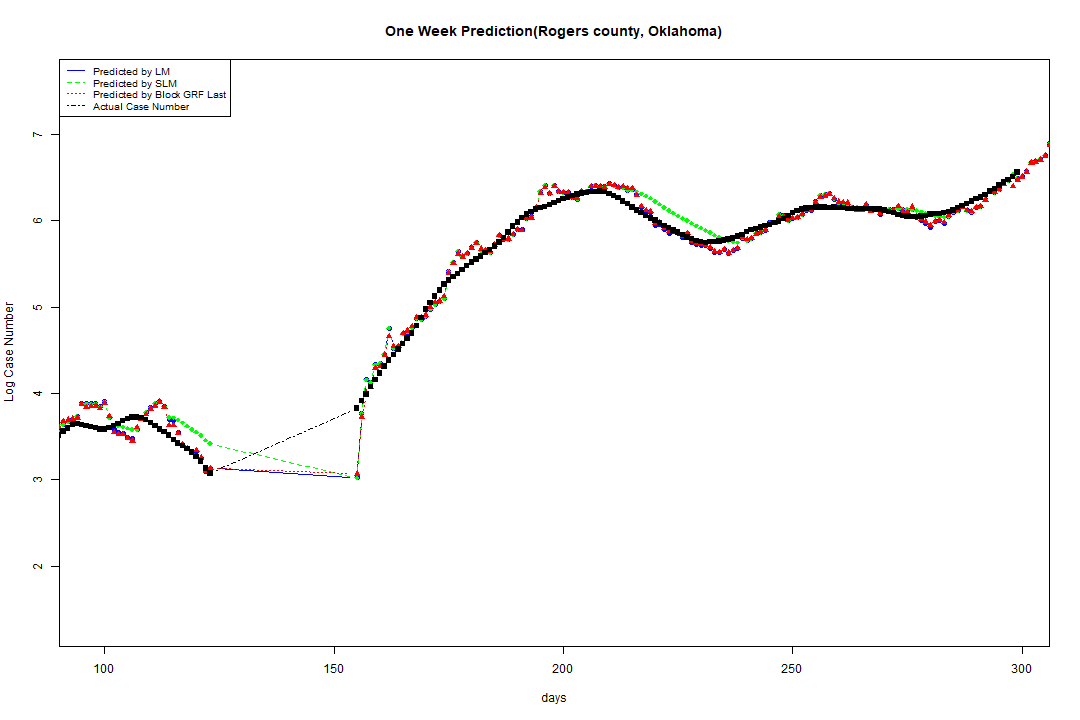 One Week Prediction(Rogers county, Oklahoma)
Predicted by LM
Predicted by SLM
Predicted by Block GRF Last
Actual Case Number
7
6
5
4
3
2
Log Case Number
100 150 200 250 300
days